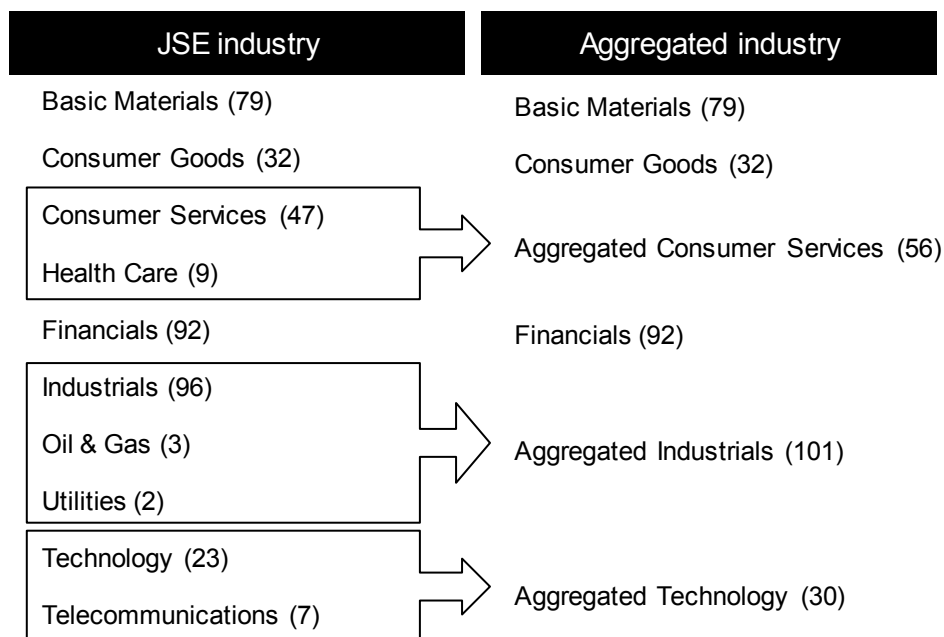 JSE industry
Aggregated industry
Basic Materials (79)
Consumer Goods (32)
Consumer Services (47)
Health Care (9)
Financials (92)
Industrials (96)
Oil & Gas (3)
Utilities (2)
Technology (23)
Telecommunications (7)
Basic Materials (79)
Consumer Goods (32)
Aggregated Consumer Services (56)
Financials (92)
Aggregated Industrials (101)
Aggregated Technology (30)